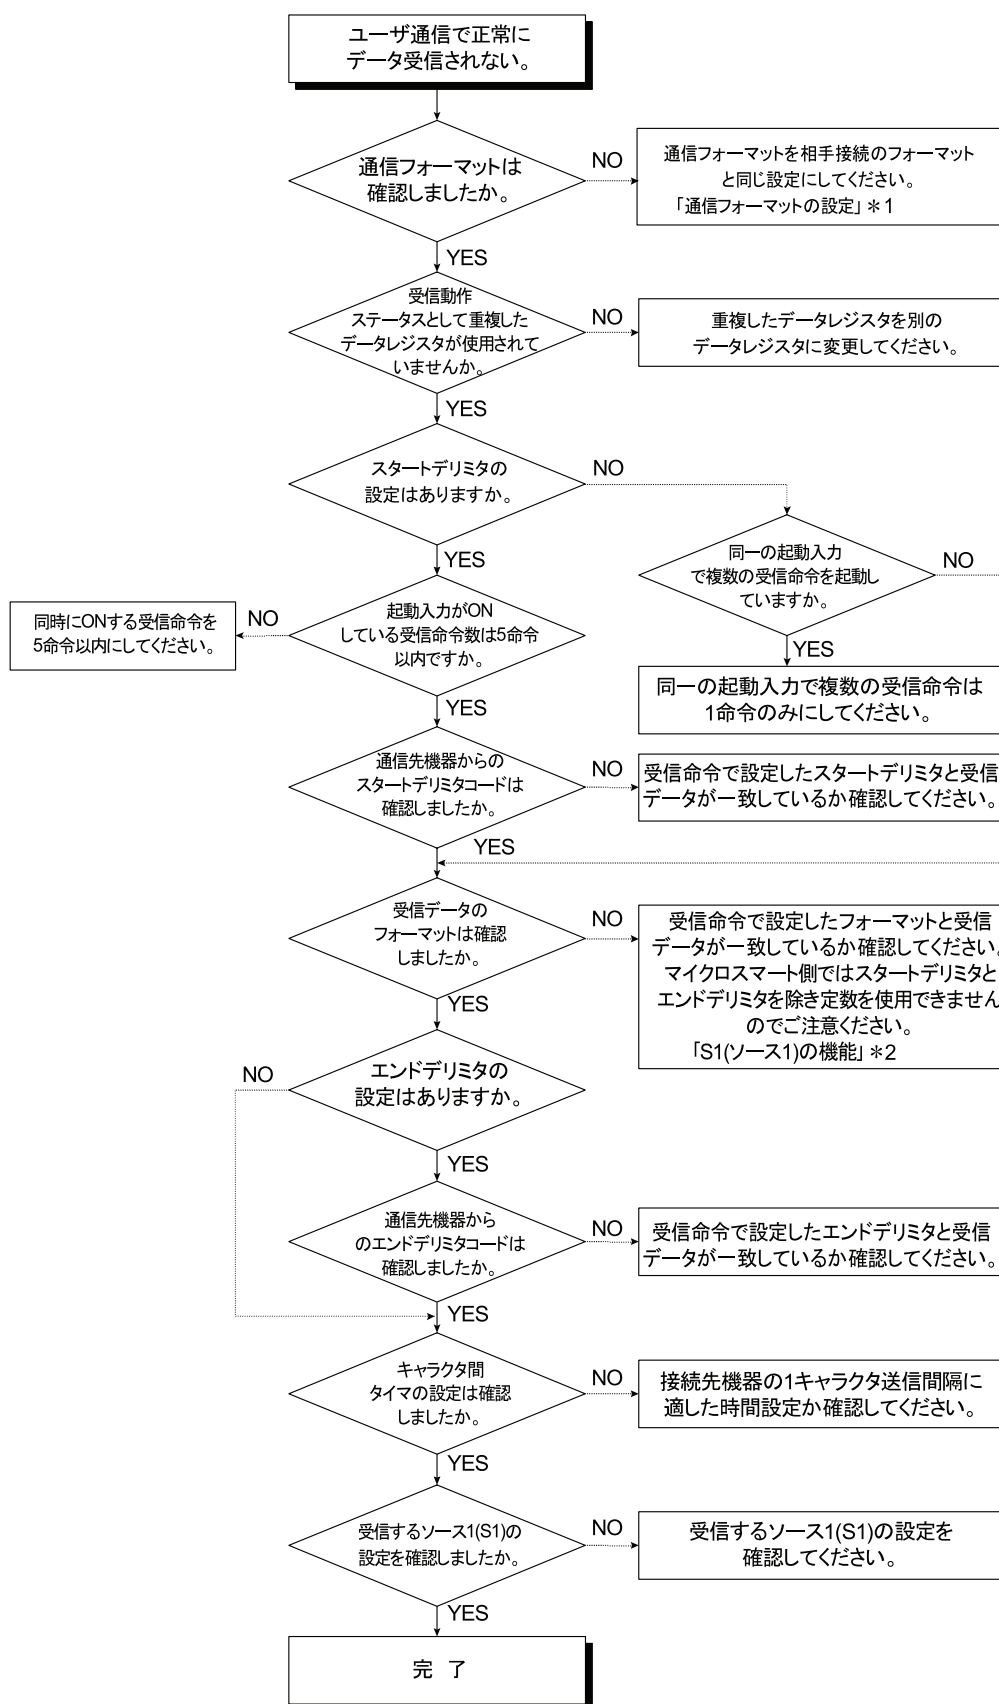 ユーザ通信で正常に
データ受信されない。
通信フォーマットは
確認しましたか。
NO
通信フォーマットを相手接続のフォーマット
と同じ設定にしてください。
「通信フォーマットの設定」＊1
YES
受信動作
ステータスとして重複した
データレジスタが使用されて
いませんか。
NO
重複したデータレジスタを別の
データレジスタに変更してください。
YES
スタートデリミタの
設定はありますか。
NO
同一の起動入力
で複数の受信命令を起動し
ていますか。
NO
YES
同一の起動入力で複数の受信命令は
1命令のみにしてください。
YES
起動入力がON
している受信命令数は5命令
以内ですか。
NO
同時にONする受信命令を
5命令以内にしてください。
YES
通信先機器からの
スタートデリミタコードは
確認しましたか。
NO
受信命令で設定したスタートデリミタと受信
データが一致しているか確認してください。
YES
受信データの
フォーマットは確認
しましたか。
NO
受信命令で設定したフォーマットと受信
データが一致しているか確認してください。
マイクロスマート側ではスタートデリミタと
エンドデリミタを除き定数を使用できません
のでご注意ください。
「S1(ソース1)の機能」＊2
YES
エンドデリミタの
設定はありますか。
NO
YES
通信先機器から
のエンドデリミタコードは
確認しましたか。
NO
受信命令で設定したエンドデリミタと受信
データが一致しているか確認してください。
YES
キャラクタ間
タイマの設定は確認
しましたか。
NO
接続先機器の1キャラクタ送信間隔に
適した時間設定か確認してください。
YES
受信するソース1(S1)の
設定を確認しましたか。
NO
受信するソース1(S1)の設定を
確認してください。
YES
完 了